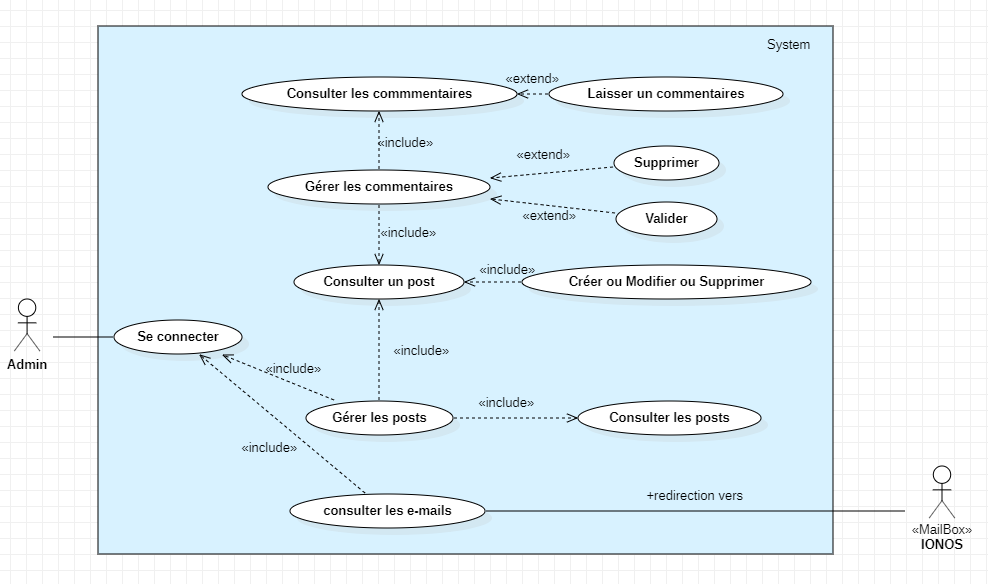 System
«extend»
Consulter les commmentaires
Laisser un commentaires
«include»
«extend»
Supprimer
Gérer les commentaires
«extend»
Valider
«include»
«include»
Consulter un post
Créer ou Modifier ou Supprimer
Se connecter
Admin
«include»
«include»
«include»
Gérer les posts
Consulter les posts
«include»
+redirection vers
consulter les e-mails
«MailBox»
IONOS